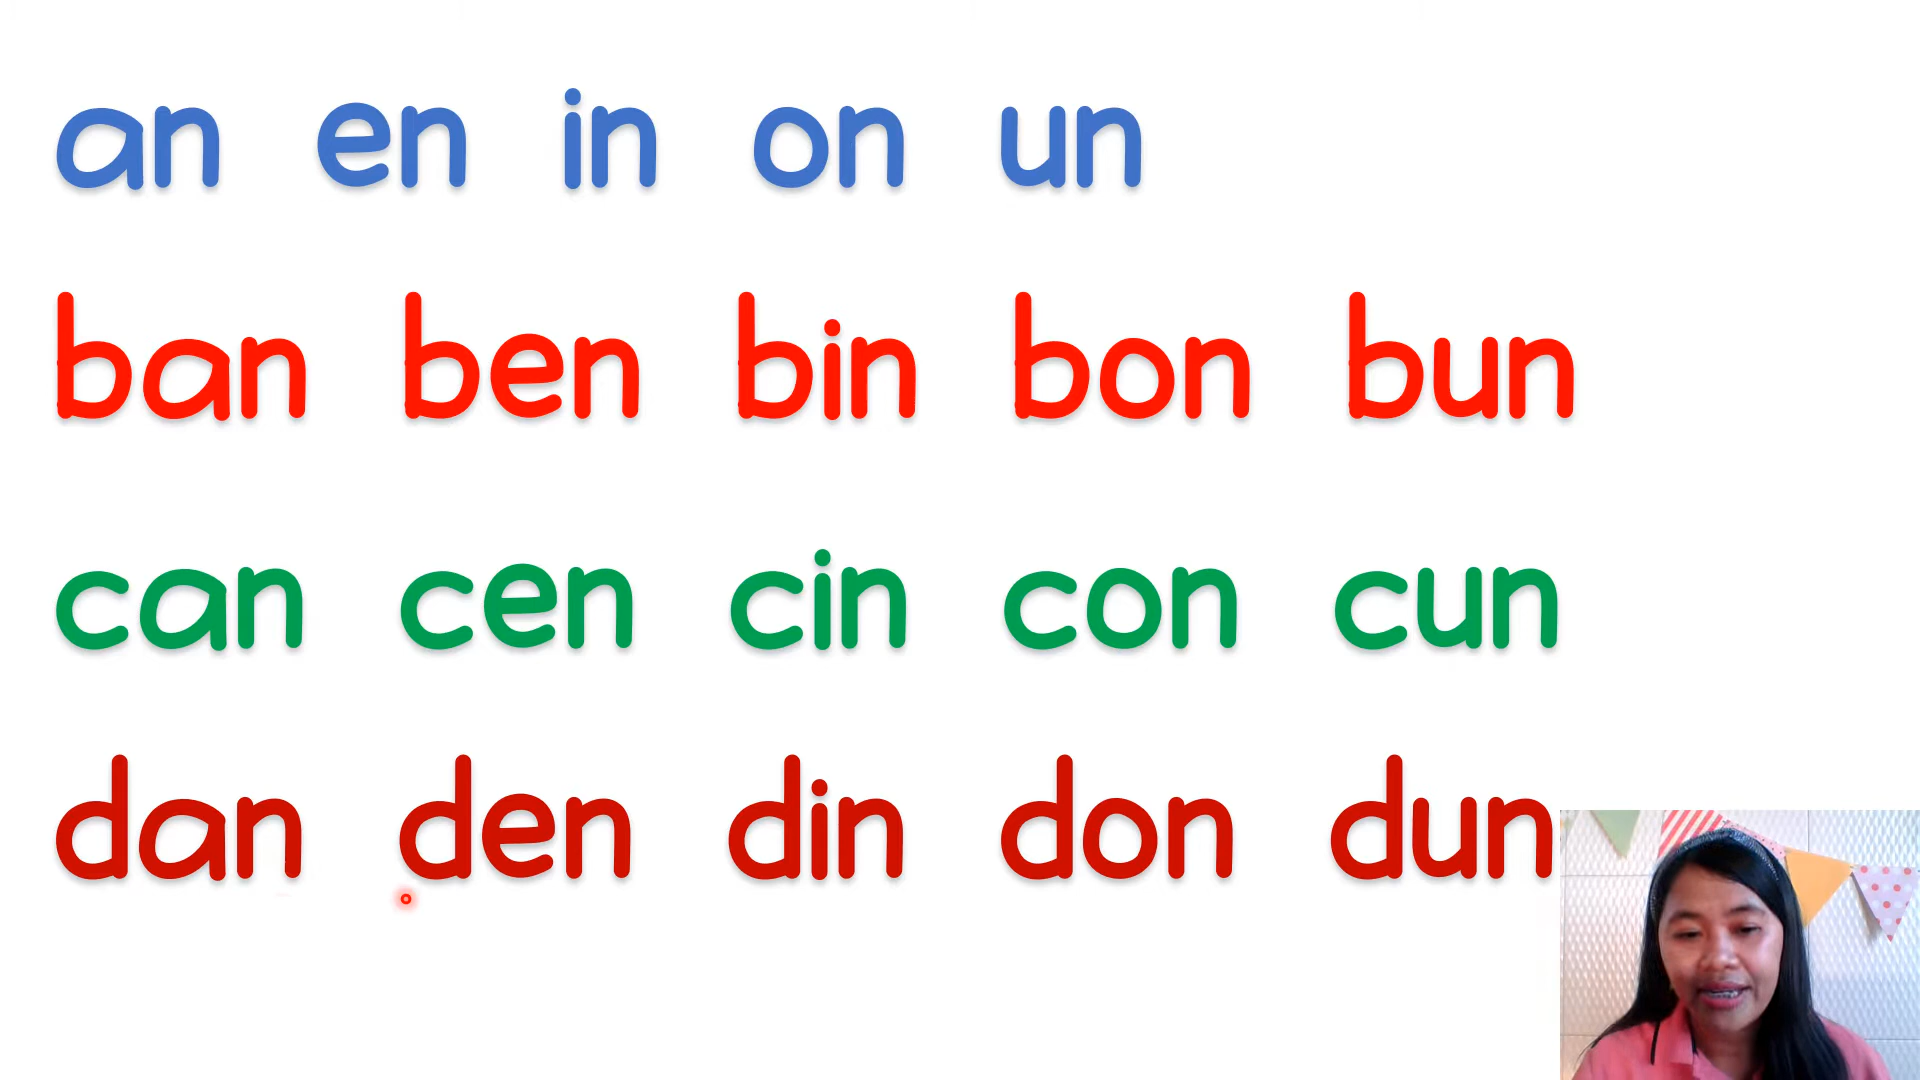 an en in on un
ban ben bin bon bun
can cen cin con cun
dan den din don dun